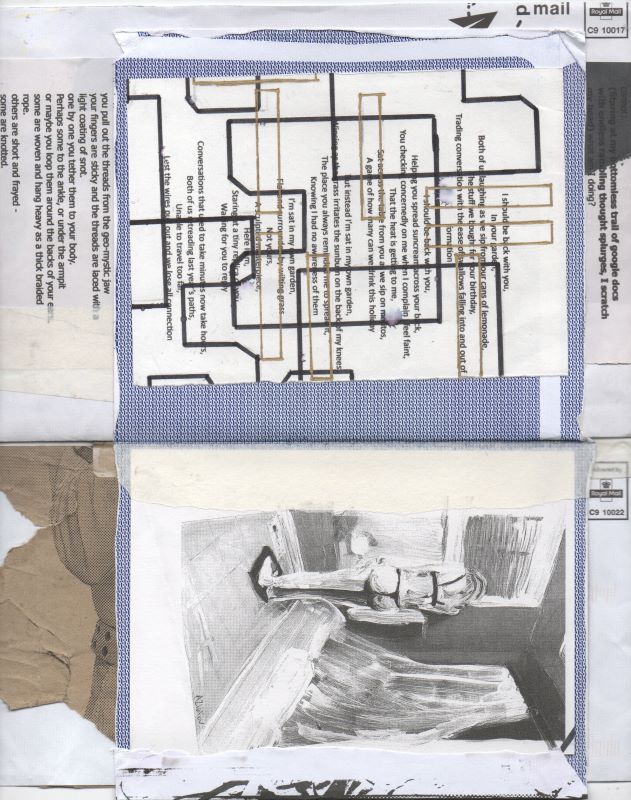 (Staring at my bottomless trail of google docs
with endless rambling thought splurges, I scratch
my head) what am I doing?
C9 10017
C9 10022
mail
I should be back with you,
In your garden,
Both of us laughing as we sip from our cans of lemonade,
The stuff we bought for your birthday,
Trading conversation with the ease of swallows falling into and out of
formation
I should be back with you,
Helping you spread suncream across your back,
You checking concernedly on me when I complain I feel faint,
That the heat is getting to me,
Sat across the table from you as we sip on mojitos,
A game of how many can we drink this holiday
But instead I'm sat in my own garden,
Wincing as the grass irritates the sunburn on the back of my knees
The place you always reminded me to spread it,
Knowing I had no awareness of them
I'm sat in my own garden,
Flat and surrounded by wilting grass
Not yours,
A sculpted masterpiece,
Here I am,
Staring at a tiny replica of you
Waiting for you to reply
Conversations that used to take minutes now take hours,
Both of us treading last year's paths,
Unable to travel too far,
Lest the wires pull out and we lose all connection
you pull out the threads from the geo-mystic jaw
your fingers are sticky and the threads are laced with a
light coating of snot.
one by one you tether them to your body.
Perhaps some to the ankle, or under the armpit
or maybe you loop them around the backs of your ears.
some are woven and hang heavy as a thick braided
rope.
others are short and frayed -
some are knotted.